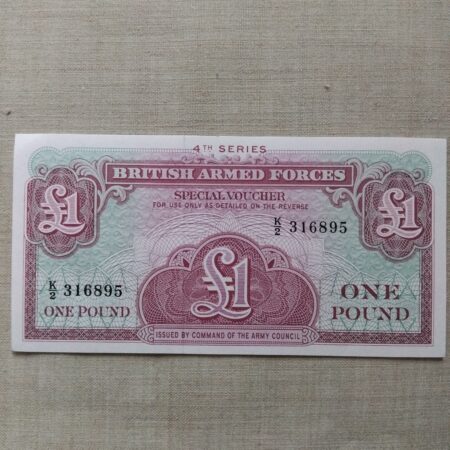 4TH SERIES
BRITISH ARMED FORCES
SPECIAL VOUCHER
FOR USE ONLY AS DETAILED ON THE REVERSE
£1
£1
K/2 316895
K/2 316895
£1
ONE POUND
ONE
POUND
ISSUED BY COMMAND OF THE ARMY COUNCIL